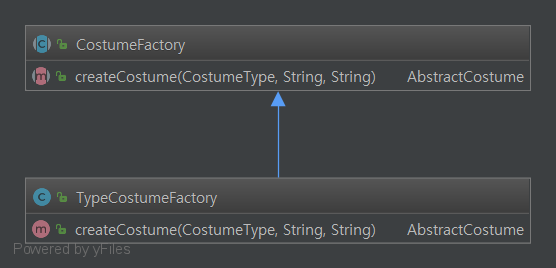 CostumeFactory
createCostume(CostumeType, String, String) AbstractCostume
TypeCostumeFactory
createCostume(CostumeType, String, String) AbstractCostume
Powered by yFiles